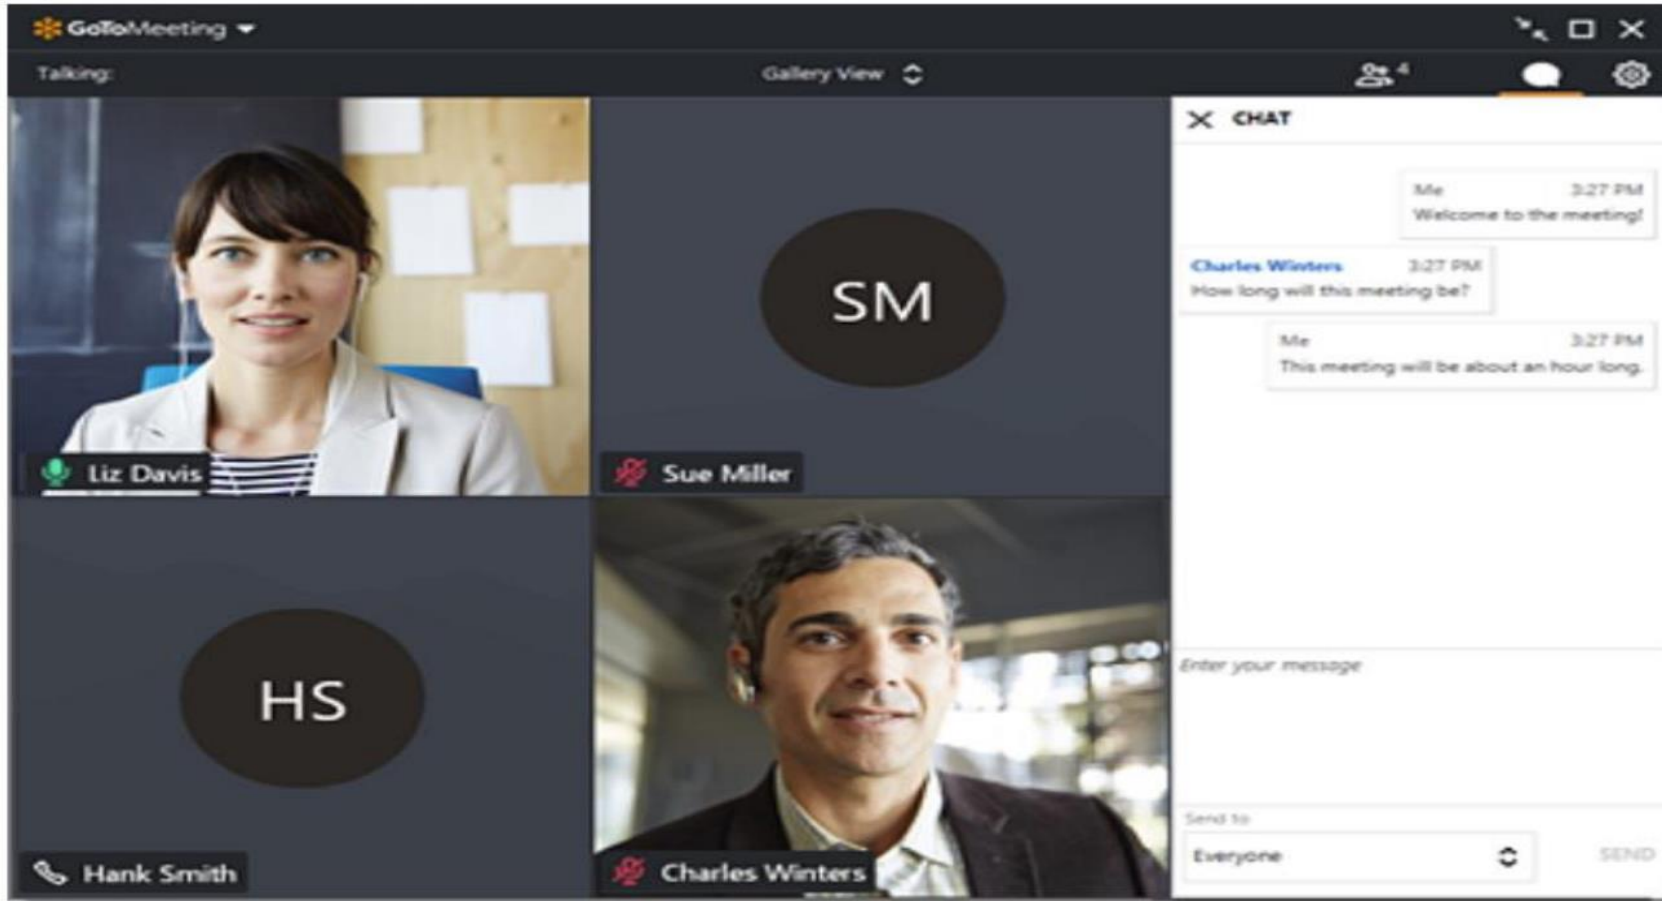 GoToMeeting
Talking:
Gallery View
4
CHAT
Me 3:27 PM
Welcome to the meeting!
Charles Winters 3:27 PM
How long will this meeting be?
Me 3:27 PM
This meeting will be about an hour long.
SM
Liz Davis
Sue Miller
HS
Hank Smith
Charles Winters
Enter your message
Send to
Everyone
SEND